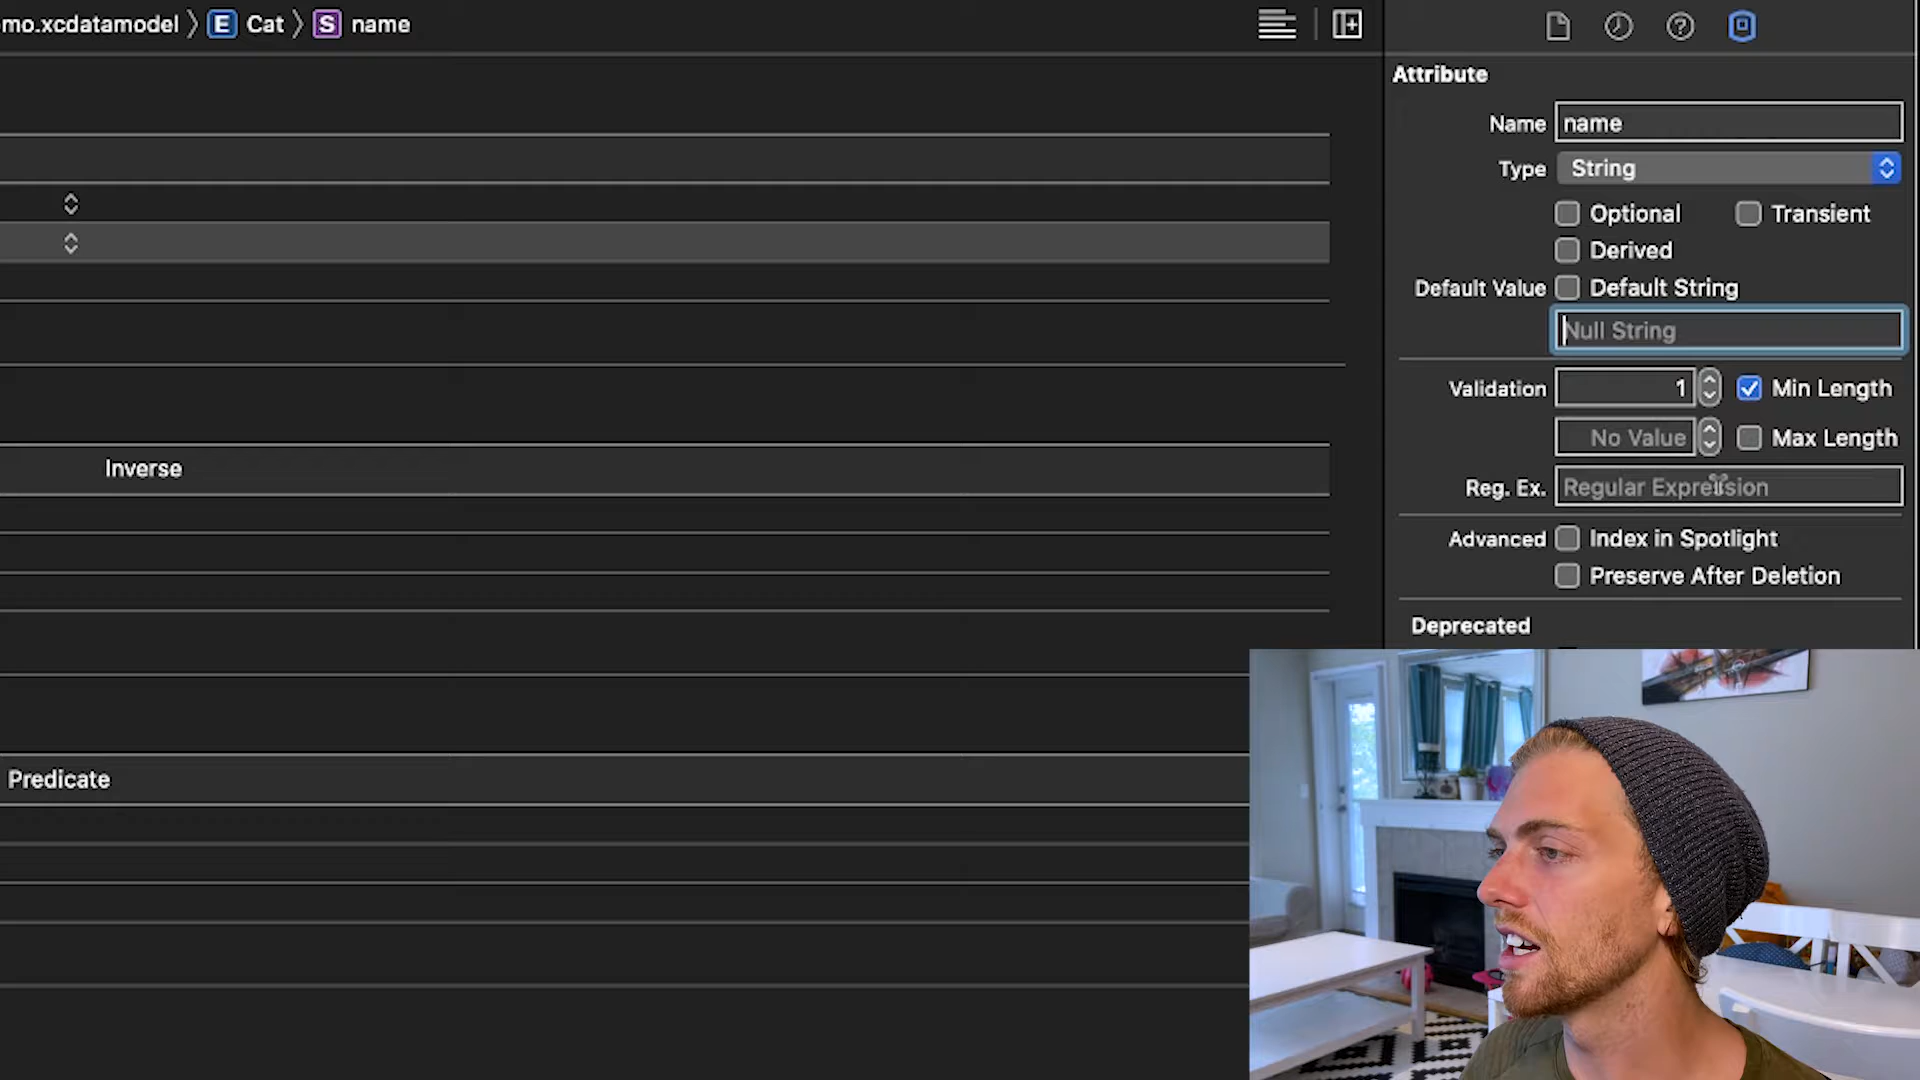 mo.xcdatamodel 〉 E Cat 〉 S name
Attribute
Name name
Type String
Optional Transient
Derived
Default Value Default String
Null String
Validation 1 Min Length
No Value Max Length
Reg. Ex. Regular Expression
Advanced Index in Spotlight
Preserve After Deletion
Deprecated
Inverse
Predicate